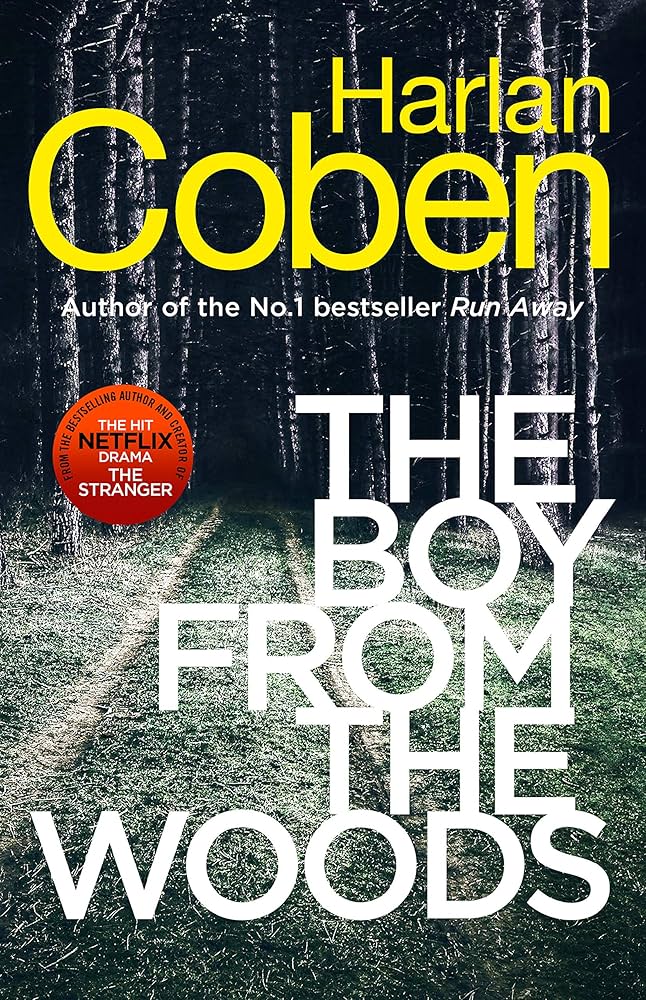 Harlan
Coben
Author of the No.1 bestseller Run Away
FROM THE BESTSELLING AUTHOR AND CREATOR OF
THE HIT
NETFLIX
DRAMA
THE
STRANGER
THE
BOY
FROM
THE
WOODS